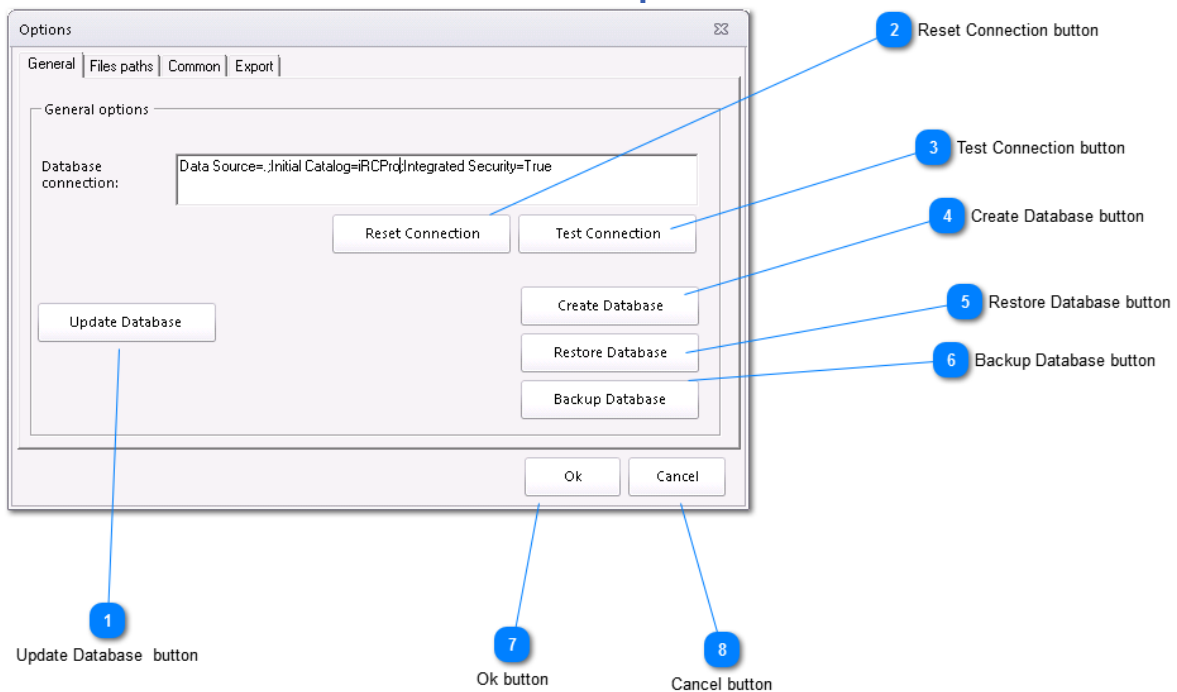 Options
General Files paths Common Export
General options
Database
connection:
Data Source=.;Initial Catalog=iRCPro;Integrated Security=True
Reset Connection
Test Connection
Update Database
Create Database
Restore Database
Backup Database
Ok
Cancel
2 Reset Connection button
3 Test Connection button
4 Create Database button
5 Restore Database button
6 Backup Database button
1
Update Database button
7
Ok button
8
Cancel button